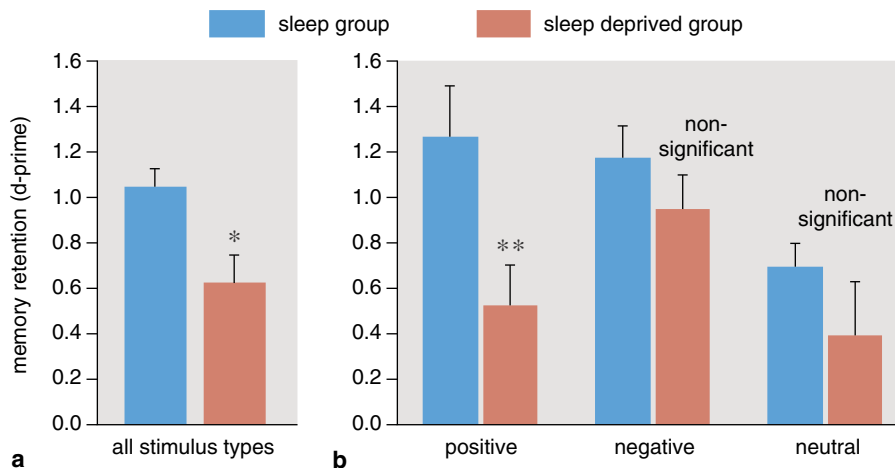 sleep group
sleep deprived group
memory retention (d-prime)
1.6
1.4
1.2
1.0
0.8
0.6
0.4
0.2
0.0
*
all stimulus types
a
1.6
1.4
1.2
1.0
0.8
0.6
0.4
0.2
0.0
**
non-
significant
non-
significant
positive
negative
neutral
b